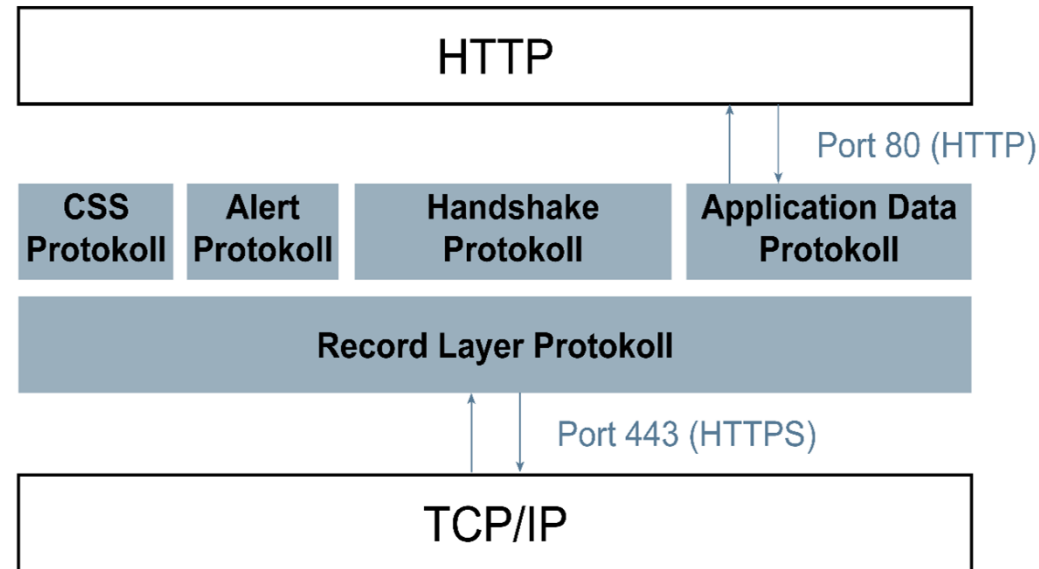 HTTP
Port 80 (HTTP)
CSS
Protokoll
Alert
Protokoll
Handshake
Protokoll
Application Data
Protokoll
Record Layer Protokoll
Port 443 (HTTPS)
TCP/IP